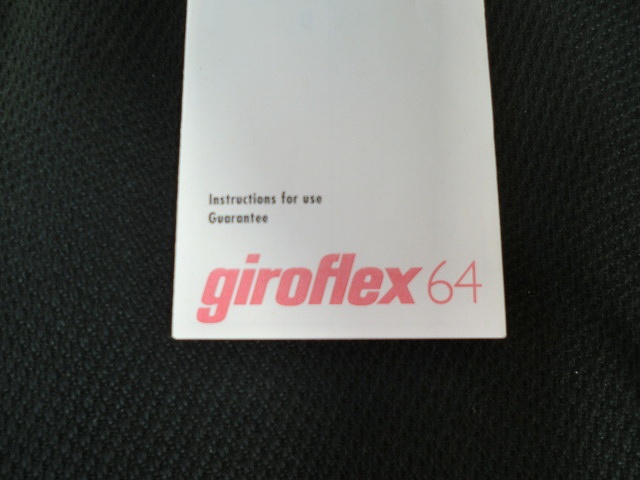 Instructions for use
Guarantee
giroflex 64